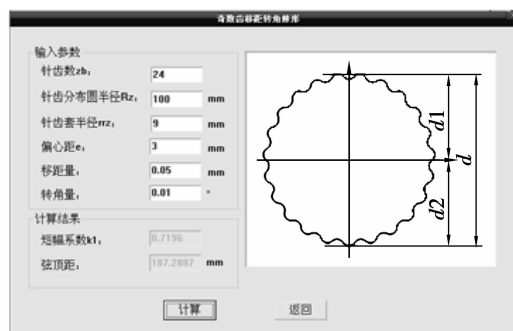 奇数齿移距转角修形
输入参数
针齿数zb: 24
针齿分布圆半径Rz: 100 mm
针齿套半径rrz: 9 mm
偏心距e: 3 mm
移距量: 0.05 mm
转角量: 0.01 °
计算结果
短幅系数k1: 0.7196
弦顶距: 187.2887 mm
计算 返回
d1
d
d2